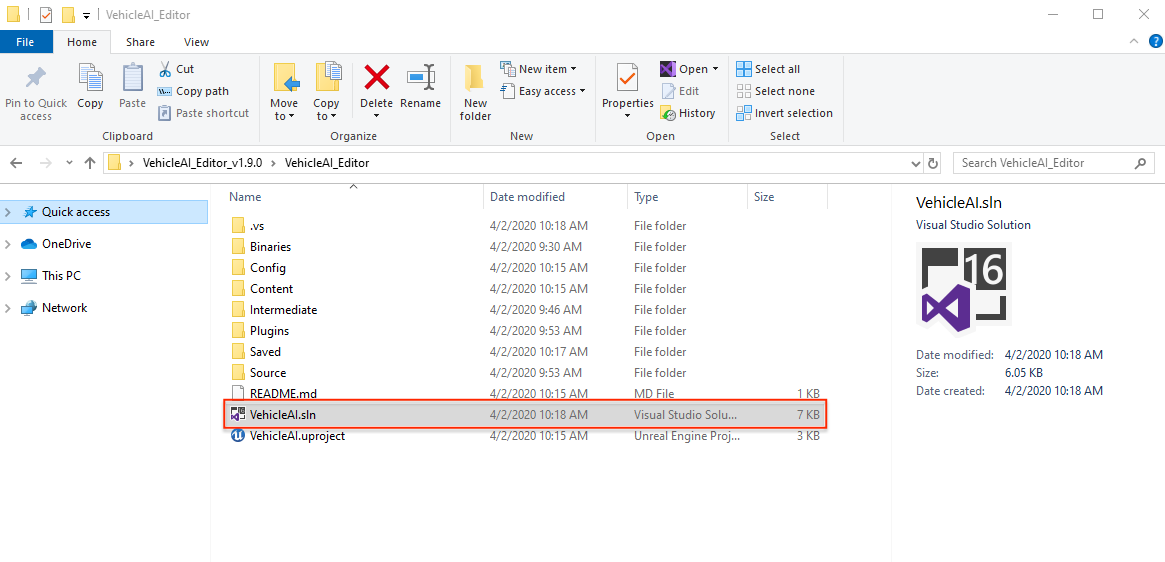 VehicleAI_Editor
File Home Share View
Pin to Quick access
Copy
Paste
Cut
Copy path
Paste shortcut
Clipboard
Move to
Copy to
Delete
Rename
Organize
New folder
New item
Easy access
New
Properties
Open
Edit
History
Open
Select all
Select none
Invert selection
Select
VehicleAI_Editor_v1.9.0 VehicleAI_Editor
Search VehicleAI_Editor
Quick access
OneDrive
This PC
Network
Name Date modified Type Size
.vs 4/2/2020 10:18 AM File folder
Binaries 4/2/2020 9:30 AM File folder
Config 4/2/2020 10:15 AM File folder
Content 4/2/2020 10:15 AM File folder
Intermediate 4/2/2020 9:46 AM File folder
Plugins 4/2/2020 9:53 AM File folder
Saved 4/2/2020 10:17 AM File folder
Source 4/2/2020 9:53 AM File folder
README.md 4/2/2020 10:15 AM MD File 1 KB
VehicleAI.sln 4/2/2020 10:18 AM Visual Studio Solu... 7 KB
VehicleAI.uproject 4/2/2020 10:15 AM Unreal Engine Proj... 3 KB
VehicleAI.sln
Visual Studio Solution
16
Date modified: 4/2/2020 10:18 AM
Size: 6.05 KB
Date created: 4/2/2020 10:18 AM